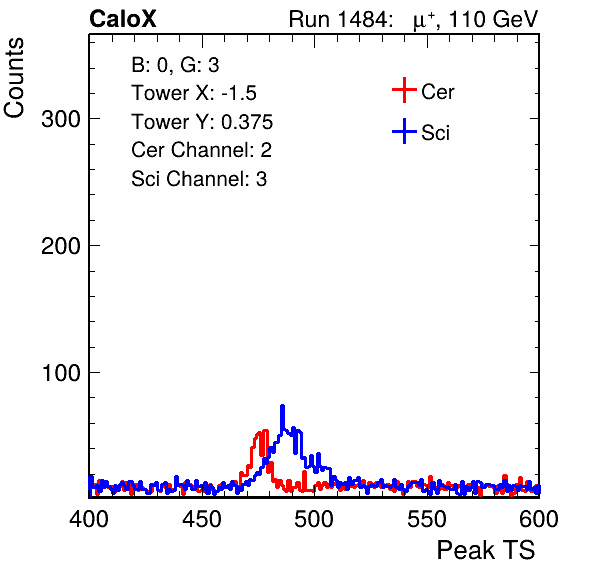 CaloX Run 1484: μ⁺, 110 GeV
Counts
B: 0, G: 3
Tower X: -1.5
Tower Y: 0.375
Cer Channel: 2
Sci Channel: 3
Cer
Sci
300
200
100
400 450 500 550 600
Peak TS